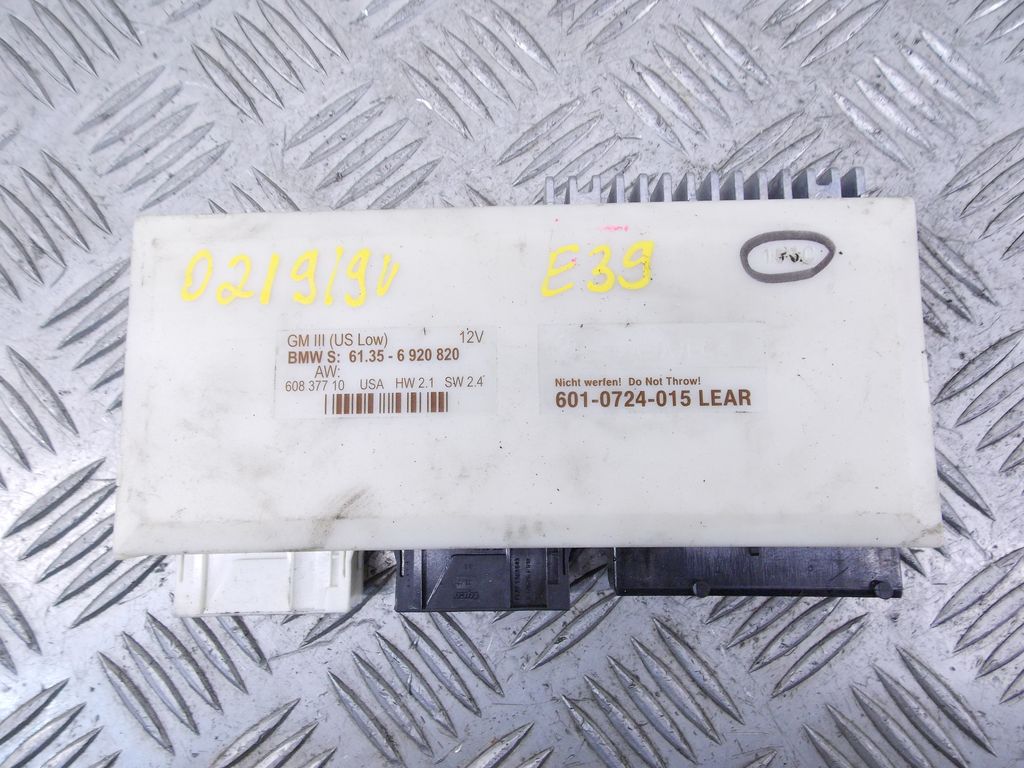 E39
GM III (US Low) 12V
BMW S: 61.35 - 6 920 820
AW:
608 377 10 USA HW 2.1 SW 2.4
Nicht werfen! Do Not Throw!
601-0724-015 LEAR